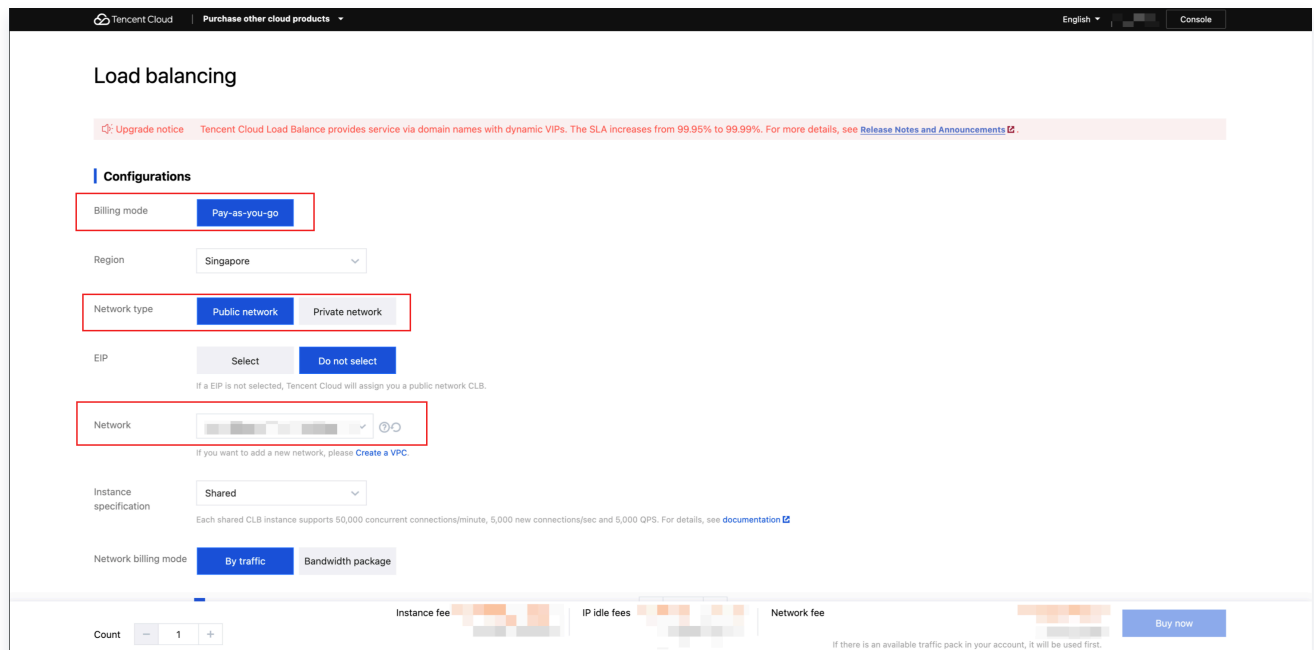 Tencent Cloud Purchase other cloud products English Console
Load balancing
Upgrade notice Tencent Cloud Load Balance provides service via domain names with dynamic VIPs. The SLA increases from 99.95% to 99.99%. For more details, see Release Notes and Announcements .
Configurations
Billing mode Pay-as-you-go
Region Singapore
Network type Public network Private network
EIP Select Do not select
If a EIP is not selected, Tencent Cloud will assign you a public network CLB.
Network
If you want to add a new network, please Create a VPC.
Instance
specification
Shared
Each shared CLB instance supports 50,000 concurrent connections/minute, 5,000 new connections/sec and 5,000 QPS. For details, see documentation
Network billing mode By traffic Bandwidth package
Instance fee IP idle fees Network fee
Count − 1 + Buy now
If there is an available traffic pack in your account, it will be used first.